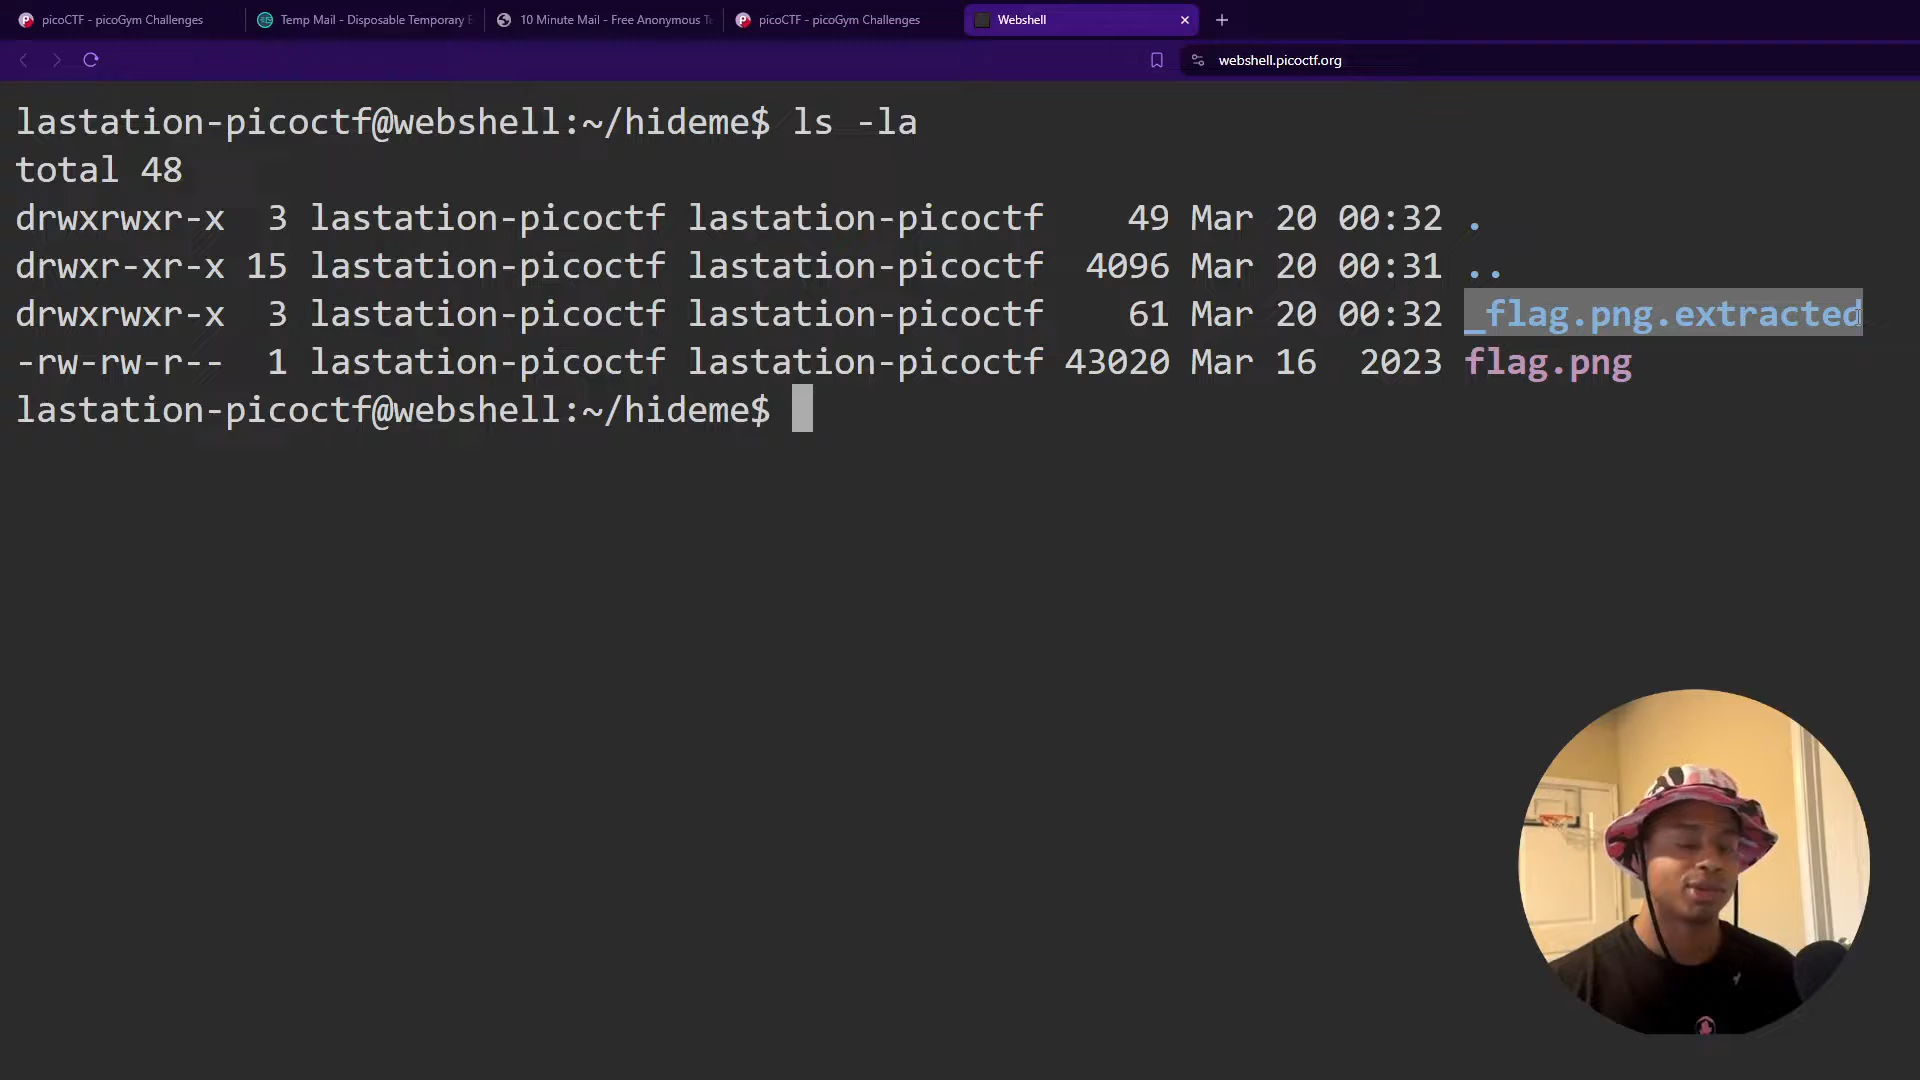 picoCTF - picoGym Challenges
Temp Mail - Disposable Temporary E
10 Minute Mail - Free Anonymous Te
picoCTF - picoGym Challenges
Webshell
webshell.picoctf.org
lastation-picoctf@webshell:~/hideme$ ls -la
total 48
drwxrwxr-x  3 lastation-picoctf lastation-picoctf    49 Mar 20 00:32 .
drwxr-xr-x 15 lastation-picoctf lastation-picoctf  4096 Mar 20 00:31 ..
drwxrwxr-x  3 lastation-picoctf lastation-picoctf    61 Mar 20 00:32 _flag.png.extracted
-rw-rw-r--  1 lastation-picoctf lastation-picoctf 43020 Mar 16  2023 flag.png
lastation-picoctf@webshell:~/hideme$